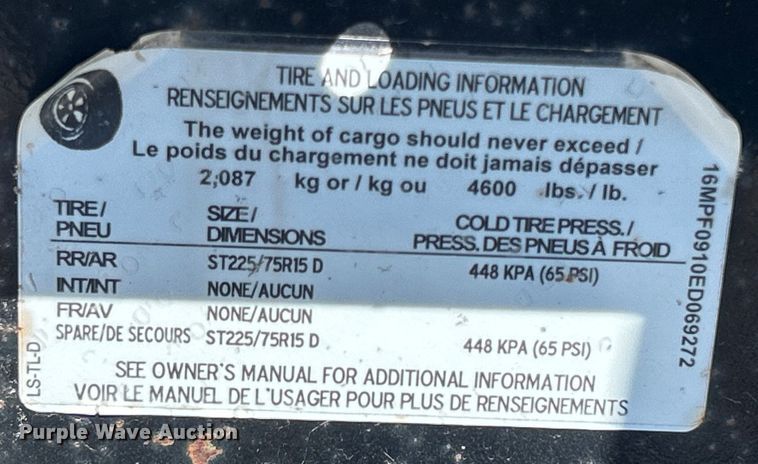 TIRE AND LOADING INFORMATION
RENSEIGNEMENTS SUR LES PNEUS ET LE CHARGEMENT
The weight of cargo should never exceed /
Le poids du chargement ne doit jamais dépasser
2,087 kg or / kg ou 4600 lbs. / lb.
TIRE/ SIZE/ COLD TIRE PRESS./
PNEU DIMENSIONS PRESS. DES PNEUS À FROID
RR/AR ST225/75R15 D 448 KPA (65 PSI)
INT/INT NONE/AUCUN
FR/AV NONE/AUCUN
SPARE/DE SECOURS ST225/75R15 D 448 KPA (65 PSI)
SEE OWNER'S MANUAL FOR ADDITIONAL INFORMATION
VOIR LE MANUEL DE L'USAGER POUR PLUS DE RENSEIGNEMENTS
LS-TL-D
16MPF0910ED069272
Purple Wave Auction